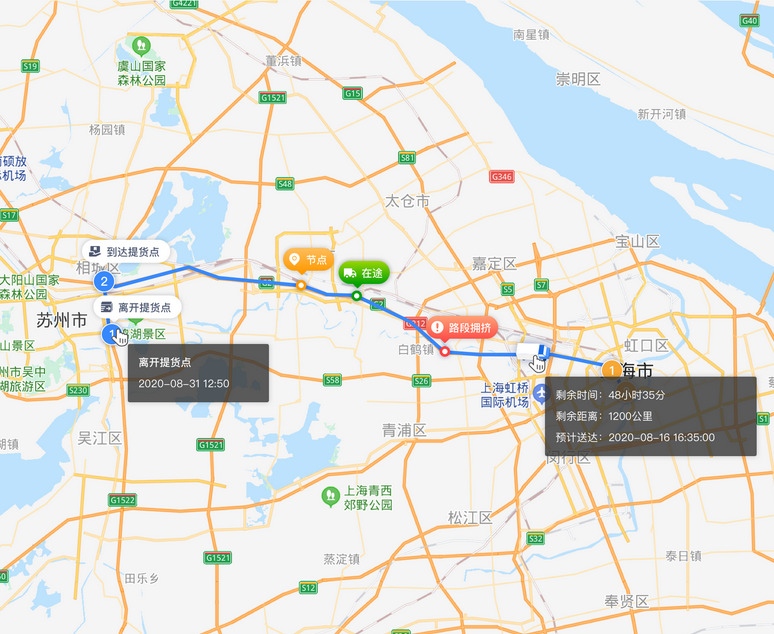 G4221
南星镇
G40
虞山国家
森林公园
S19
董浜镇
崇明区
G1521
G15
新开河镇
杨园镇
硕放
机场
S81
S48
G346
太仓市
S17
宝山区
到达提货点
相城区
节点
在途
嘉定区
大阳山国家
森林公园
2
G2
S5
S7
离开提货点
G2
苏州市
1
湖景区
G312
路段拥挤
山景区
白鹤镇
虹口区
离开提货点
2020-08-31 12:50
州市吴中
湖旅游区
S230
S58
S26
1
海市
上海虹桥
国际机场
剩余时间：48小时35分
剩余距离：1200公里
预计送达：2020-08-16 16:35:00
S1
吴江区
青浦区
湖镇
G1521
闵行区
上海青西
郊野公园
G1522
松江区
S32
G1521
蒸淀镇
泰日镇
田乐乡
S12
奉贤区